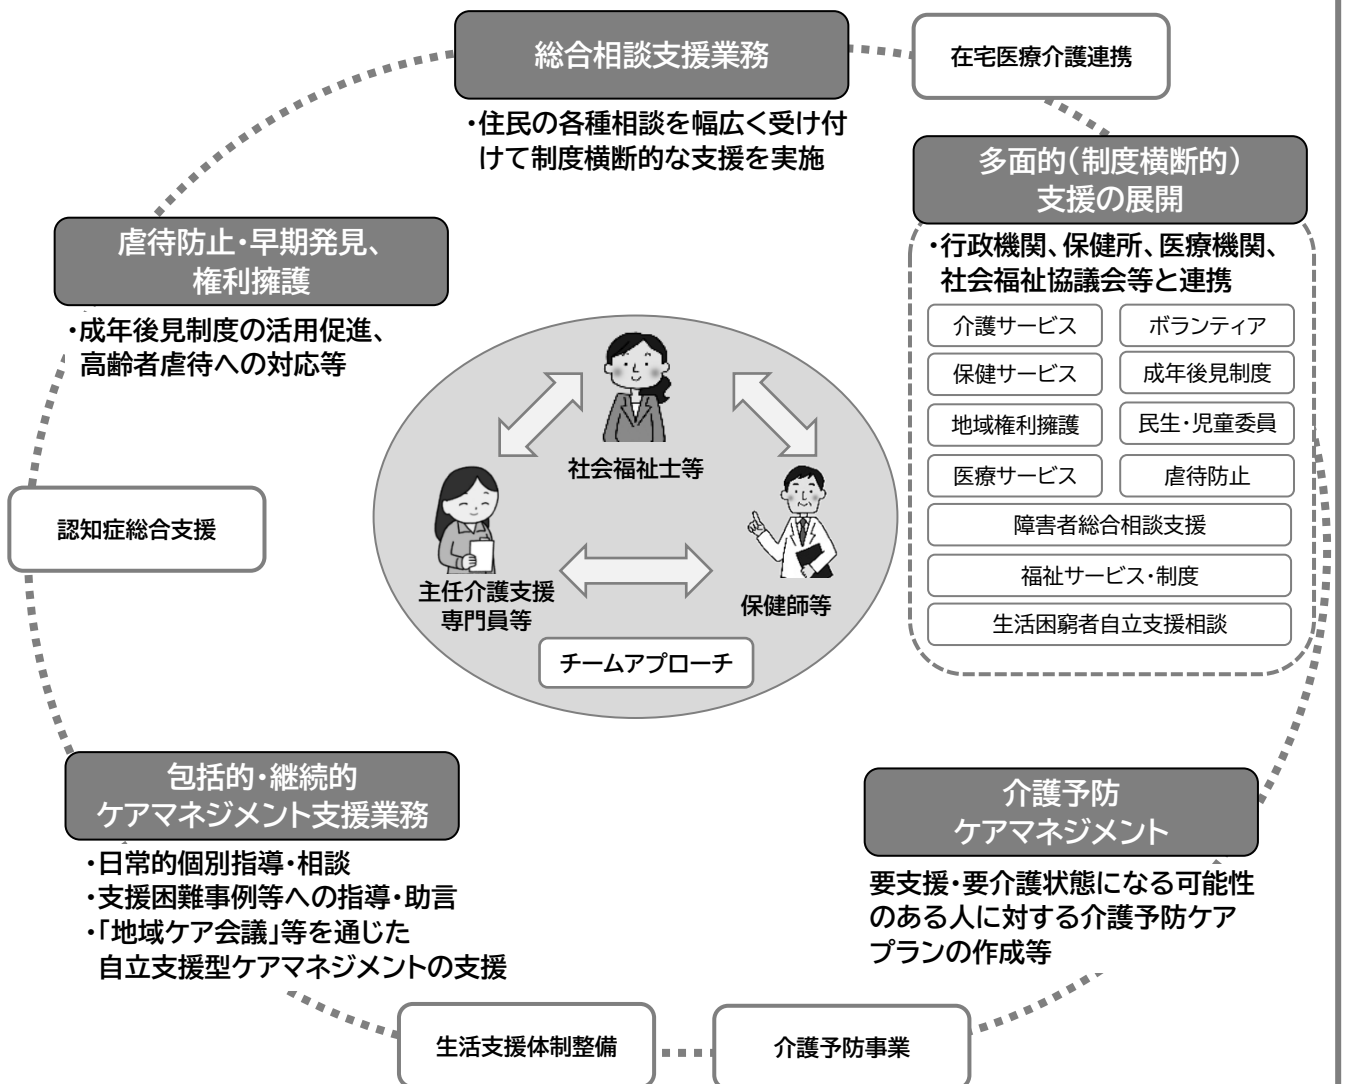 総合相談支援業務
・住民の各種相談を幅広く受け付
けて制度横断的な支援を実施
在宅医療介護連携
多面的(制度横断的)
支援の展開
・行政機関、保健所、医療機関、
社会福祉協議会等と連携
介護サービス
ボランティア
保健サービス
成年後見制度
地域権利擁護
民生・児童委員
医療サービス
虐待防止
障害者総合相談支援
福祉サービス・制度
生活困窮者自立支援相談
虐待防止・早期発見、
権利擁護
・成年後見制度の活用促進、
高齢者虐待への対応等
社会福祉士等
主任介護支援
専門員等
保健師等
チームアプローチ
認知症総合支援
包括的・継続的
ケアマネジメント支援業務
・日常的個別指導・相談
・支援困難事例等への指導・助言
・「地域ケア会議」等を通じた
自立支援型ケアマネジメントの支援
介護予防
ケアマネジメント
要支援・要介護状態になる可能性
のある人に対する介護予防ケア
プランの作成等
生活支援体制整備
介護予防事業